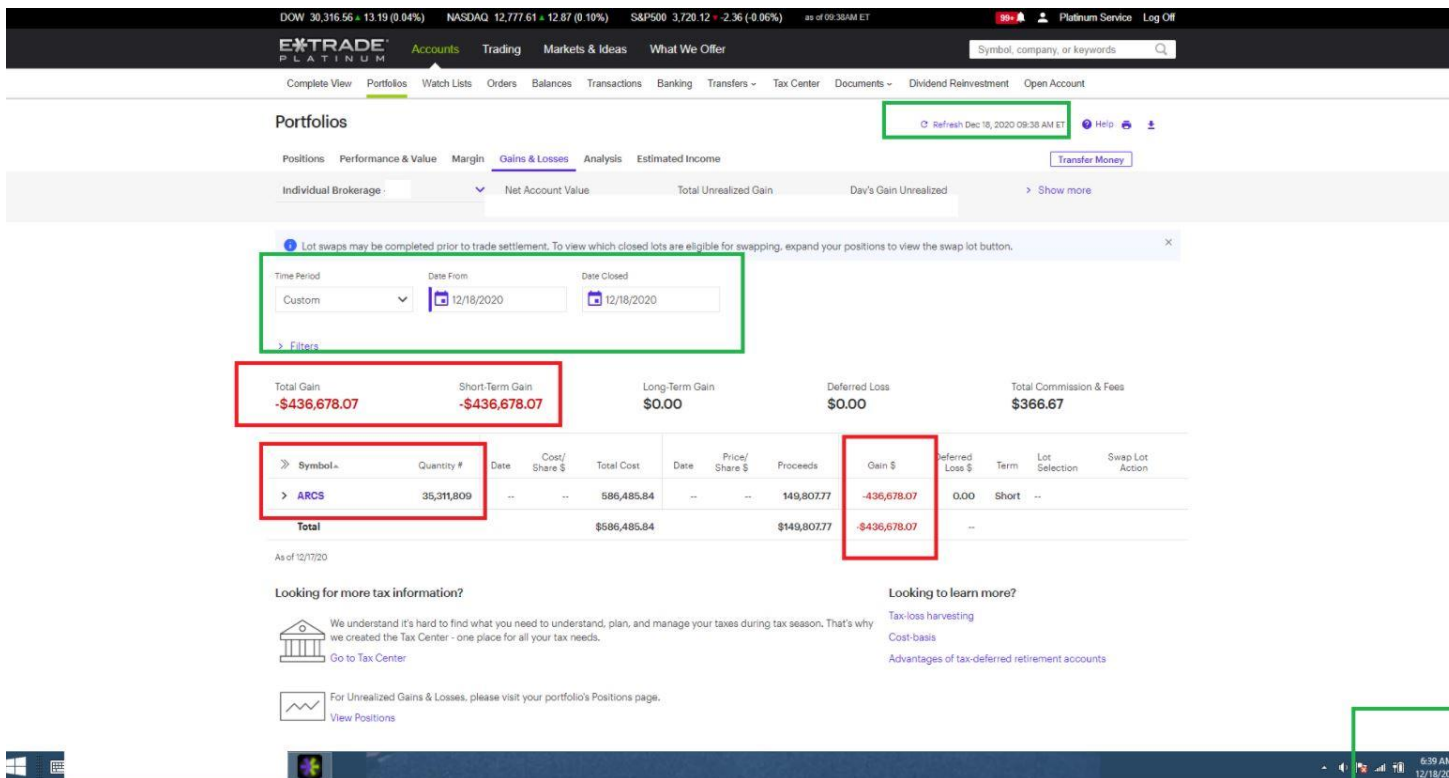 DOW 30,316.56 ▲ 13.19 (0.04%) NASDAQ 12,777.61 ▲ 12.87 (0.10%) S&P500 3,720.12 ▼ -2.36 (-0.06%) as of 09:38AM ET 99+ Platinum Service Log Off
E*TRADE Accounts Trading Markets & Ideas What We Offer Symbol, company, or keywords
PLATINUM
Complete View Portfolios Watch Lists Orders Balances Transactions Banking Transfers Tax Center Documents Dividend Reinvestment Open Account
Portfolios Refresh Dec 18, 2020 09:38 AM ET Help
Positions Performance & Value Margin Gains & Losses Analysis Estimated Income Transfer Money
Individual Brokerage - Net Account Value Total Unrealized Gain Day's Gain Unrealized > Show more
Lot swaps may be completed prior to trade settlement. To view which closed lots are eligible for swapping, expand your positions to view the swap lot button. ×
Time Period Date From Date Closed
Custom 12/18/2020 12/18/2020
> Filters
Total Gain Short-Term Gain Long-Term Gain Deferred Loss Total Commission & Fees
-$436,678.07 -$436,678.07 $0.00 $0.00 $366.67
Symbol Quantity # Date Cost/ Share $ Total Cost Date Price/ Share $ Proceeds Gain $ Deferred Loss $ Term Lot Selection Swap Lot Action
> ARCS 35,311,809 -- -- 586,485.84 -- -- 149,807.77 -436,678.07 0.00 Short --
Total $586,485.84 $149,807.77 -$436,678.07 --
As of 12/17/20
Looking for more tax information? Looking to learn more?
We understand it's hard to find what you need to understand, plan, and manage your taxes during tax season. That's why Tax-loss harvesting
we created the Tax Center - one place for all your tax needs. Cost-basis
Go to Tax Center Advantages of tax-deferred retirement accounts
For Unrealized Gains & Losses, please visit your portfolio's Positions page.
View Positions
6:39 AM
12/18/20